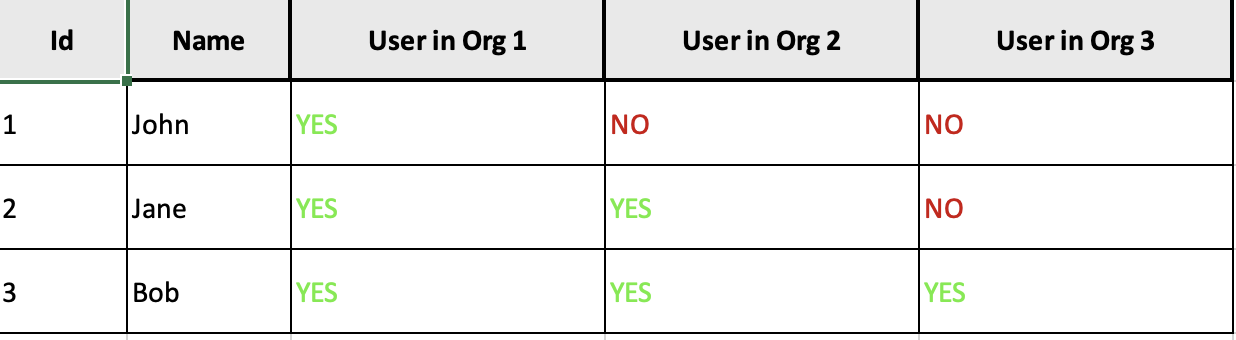 Id Name User in Org 1 User in Org 2 User in Org 3
1 John YES NO NO
2 Jane YES YES NO
3 Bob YES YES YES